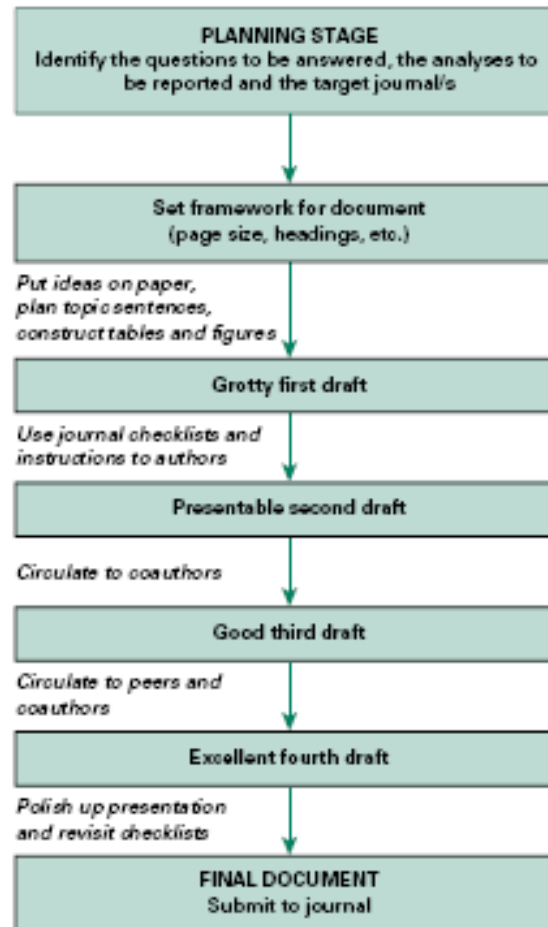 PLANNING STAGE
Identify the questions to be answered, the analyses to
be reported and the target journal/s
Set framework for document
(page size, headings, etc.)
Put ideas on paper,
plan topic sentences,
construct tables and figures
Grotty first draft
Use journal checklists and
instructions to authors
Presentable second draft
Circulate to coauthors
Good third draft
Circulate to peers and
coauthors
Excellent fourth draft
Polish up presentation
and revisit checklists
FINAL DOCUMENT
Submit to journal